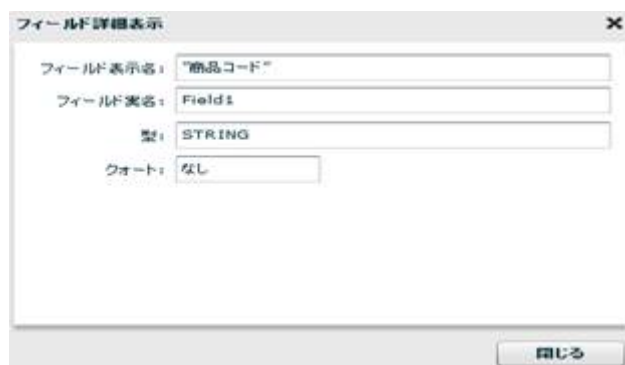 フィールド詳細表示
フィールド表示名: "商品コード"
フィールド実名: Field1
型: STRING
クォート: なし
閉じる